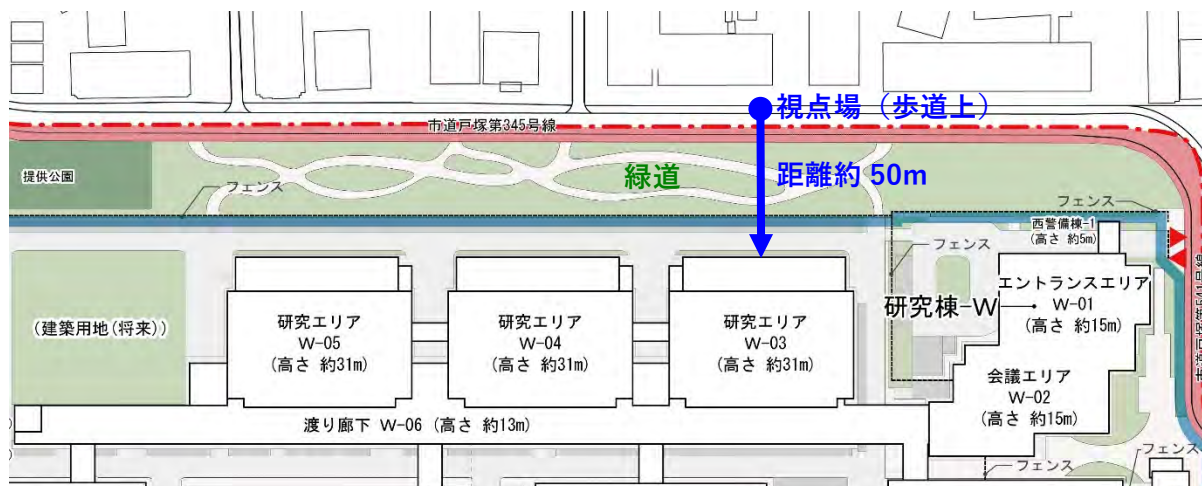 視点場（歩道上）
市道戸塚第345号線
提供公園
緑道
距離約 50m
フェンス
フェンス
西警備棟-1
(高さ 約5m)
フェンス
エントランスエリア
W-01
(高さ 約15m)
研究棟-W
(建築用地(将来))
研究エリア
W-05
(高さ 約31m)
研究エリア
W-04
(高さ 約31m)
研究エリア
W-03
(高さ 約31m)
会議エリア
W-02
(高さ 約15m)
渡り廊下 W-06 (高さ 約13m)
フェンス
フェンス